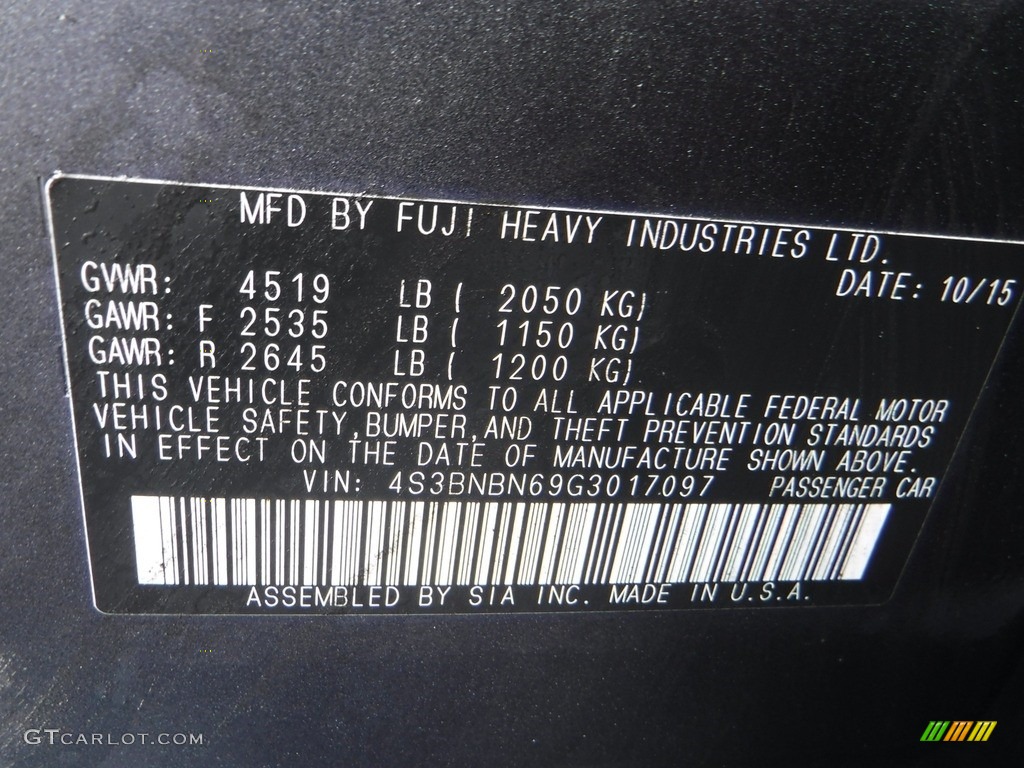 MFD BY FUJI HEAVY INDUSTRIES LTD.
DATE: 10/15
GVWR: 4519 LB ( 2050 KG)
GAWR: F 2535 LB ( 1150 KG)
GAWR: R 2645 LB ( 1200 KG)
THIS VEHICLE CONFORMS TO ALL APPLICABLE FEDERAL MOTOR
VEHICLE SAFETY,BUMPER,AND THEFT PREVENTION STANDARDS
IN EFFECT ON THE DATE OF MANUFACTURE SHOWN ABOVE.
VIN: 4S3BNBN69G3017097 PASSENGER CAR
ASSEMBLED BY SIA INC. MADE IN U.S.A.
GTCARLOT.COM